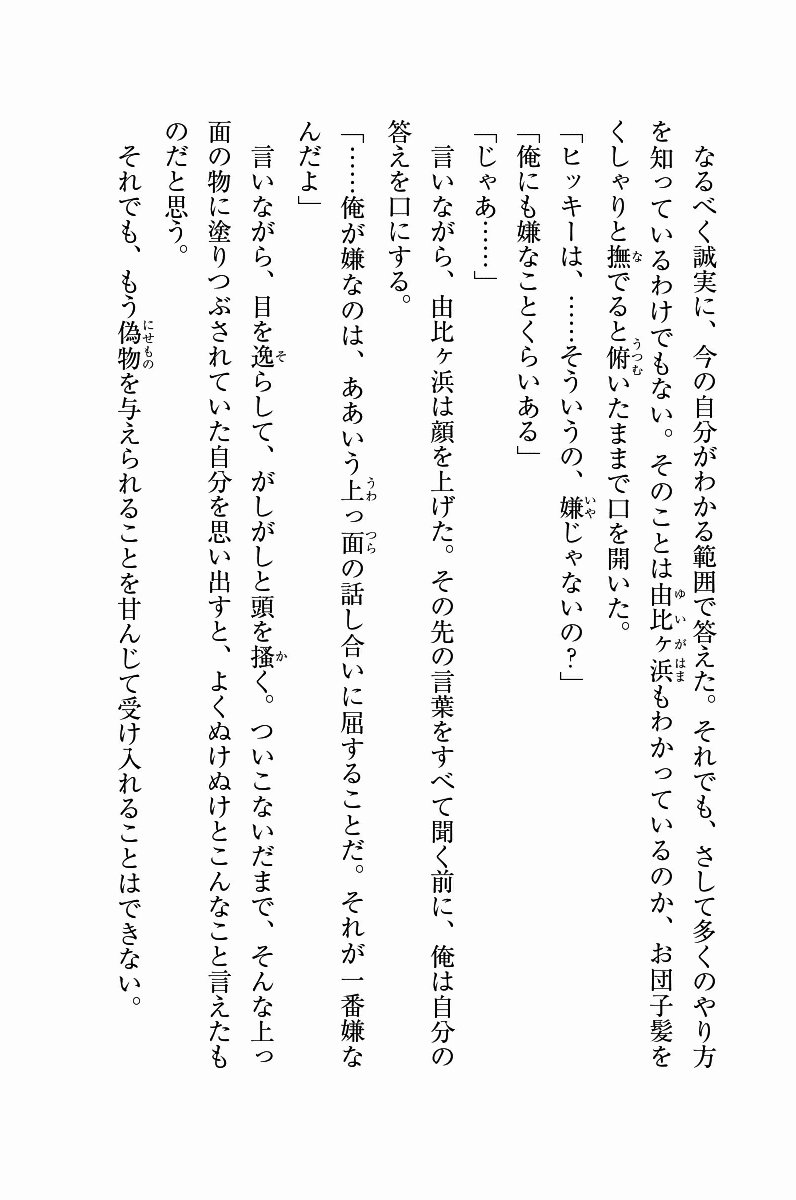 なるべく誠実に、今の自分がわかる範囲で答えた。それでも、さして多くのやり方
を知っているわけでもない。そのことは由比ヶ浜もわかっているのか、お団子髪を
くしゃりと撫でると俯いたままで口を開いた。
「ヒッキーは、……そういうの、嫌じゃないの？」
「俺にも嫌なことくらいある」
「じゃあ……」
言いながら、由比ヶ浜は顔を上げた。その先の言葉をすべて聞く前に、俺は自分の
答えを口にする。
「……俺が嫌なのは、ああいう上っ面の話し合いに屈することだ。それが一番嫌な
んだよ」
言いながら、目を逸らして、がしがしと頭を掻く。ついこないだまで、そんな上っ
面の物に塗りつぶされていた自分を思い出すと、よくぬけぬけとこんなこと言えたも
のだと思う。
それでも、もう偽物を与えられることを甘んじて受け入れることはできない。